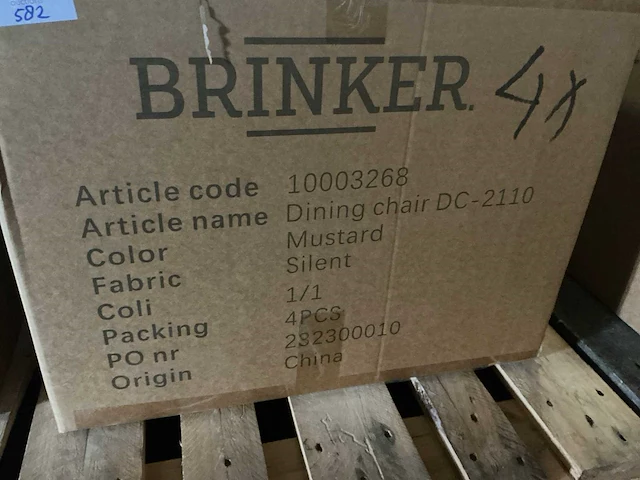 582
BRINKER.
4x
Article code 10003268
Article name Dining chair DC-2110
Color Mustard
Fabric Silent
Coli 1/1
Packing 4PCS
PO nr 232300010
Origin China